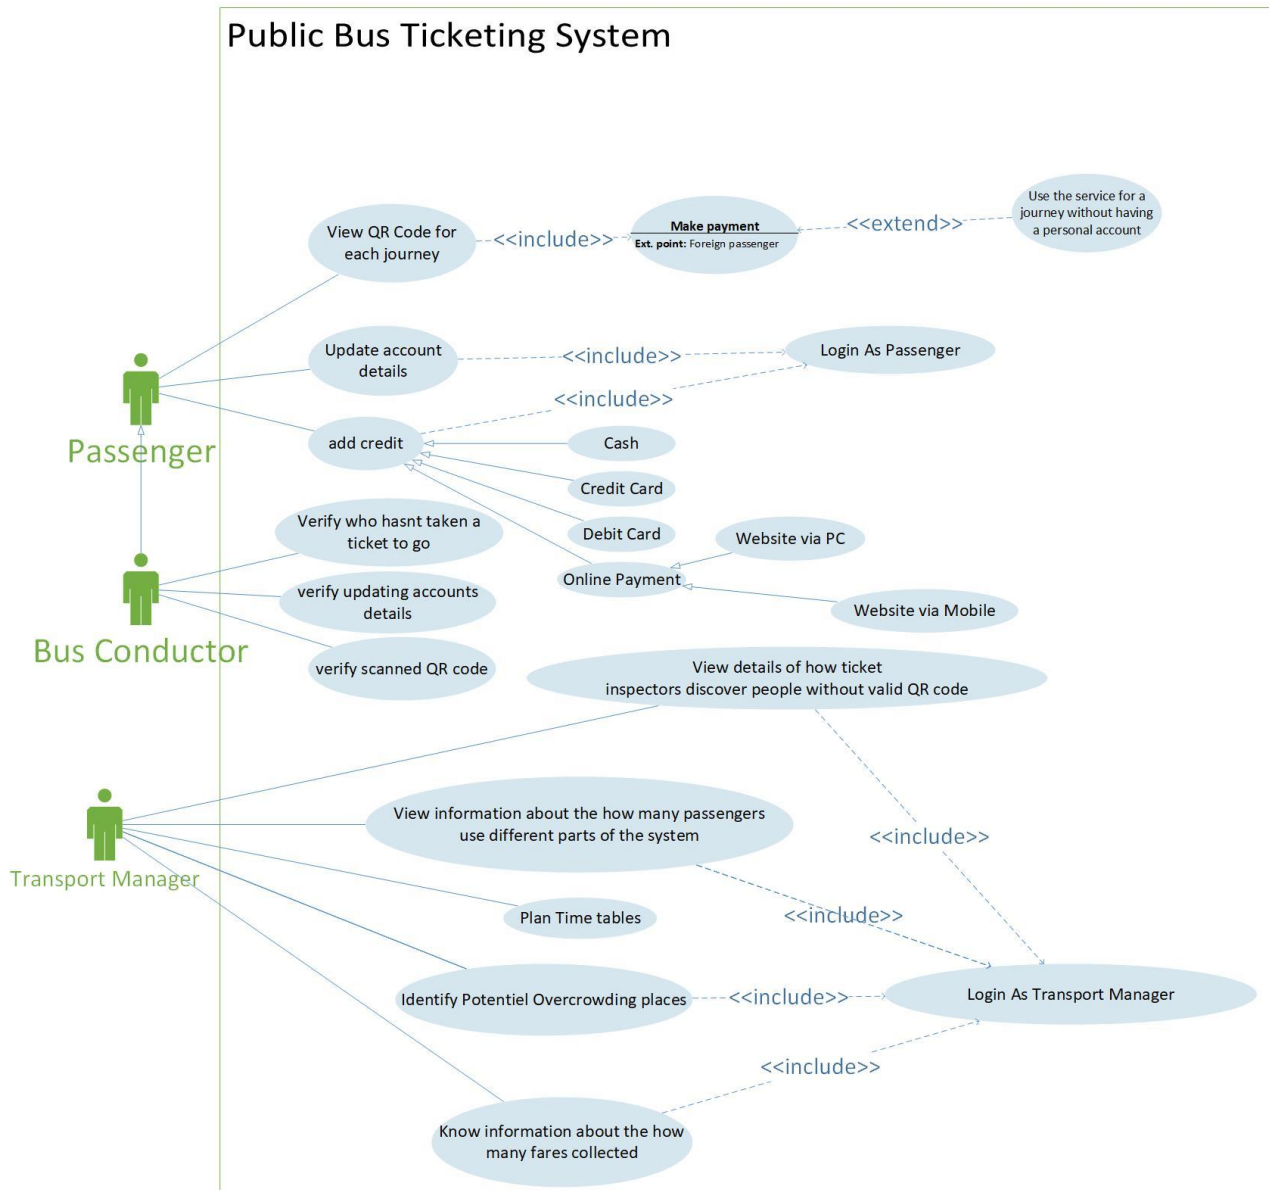 Public Bus Ticketing System
Use the service for a
journey without having
a personal account
View QR Code for
each journey
<<include>>
Make payment
Ext. point: Foreign passenger
<<extend>>
Update account
details
<<include>>
Login As Passenger
<<include>>
Passenger
add credit
Cash
Credit Card
Debit Card
Online Payment
Website via PC
Website via Mobile
Verify who hasnt taken a
ticket to go
verify updating accounts
details
verify scanned QR code
Bus Conductor
View details of how ticket
inspectors discover people without valid QR code
View information about the how many passengers
use different parts of the system
<<include>>
Transport Manager
Plan Time tables
<<include>>
Identify Potentiel Overcrowding places
<<include>>
Login As Transport Manager
<<include>>
Know information about the how
many fares collected